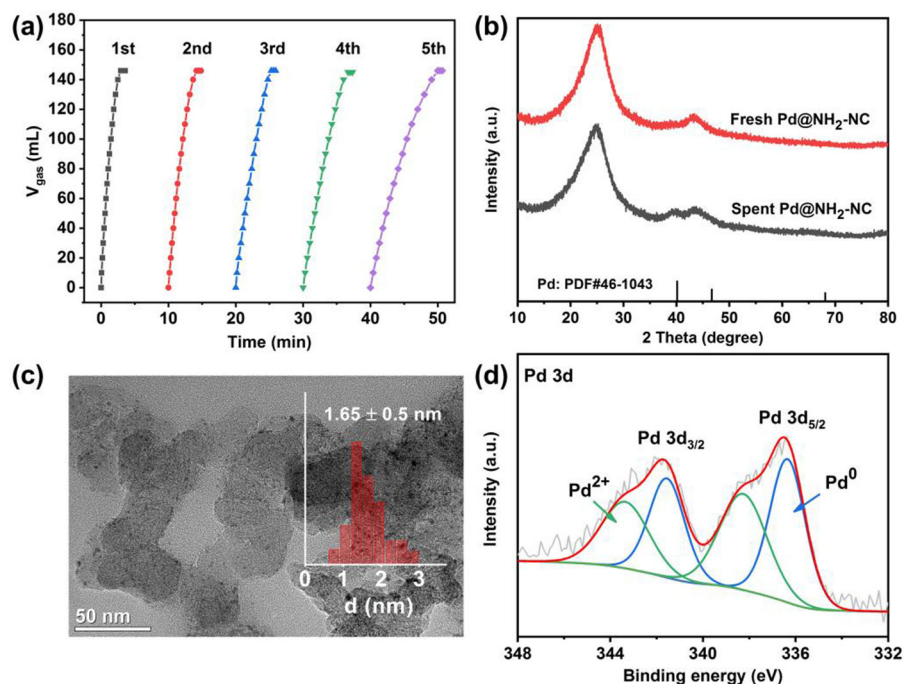 (a)
1st 2nd 3rd 4th 5th
160
140
120
100
80
60
40
20
0
V_gas (mL)
0 10 20 30 40 50
Time (min)
(b)
Intensity (a.u.)
Fresh Pd@NH₂-NC
Spent Pd@NH₂-NC
Pd: PDF#46-1043
10 20 30 40 50 60 70 80
2 Theta (degree)
(c)
1.65 ± 0.5 nm
0 1 2 3
d (nm)
50 nm
(d)
Pd 3d
Intensity (a.u.)
Pd 3d₅/₂
Pd 3d₃/₂
Pd²⁺
Pd⁰
348 344 340 336 332
Binding energy (eV)